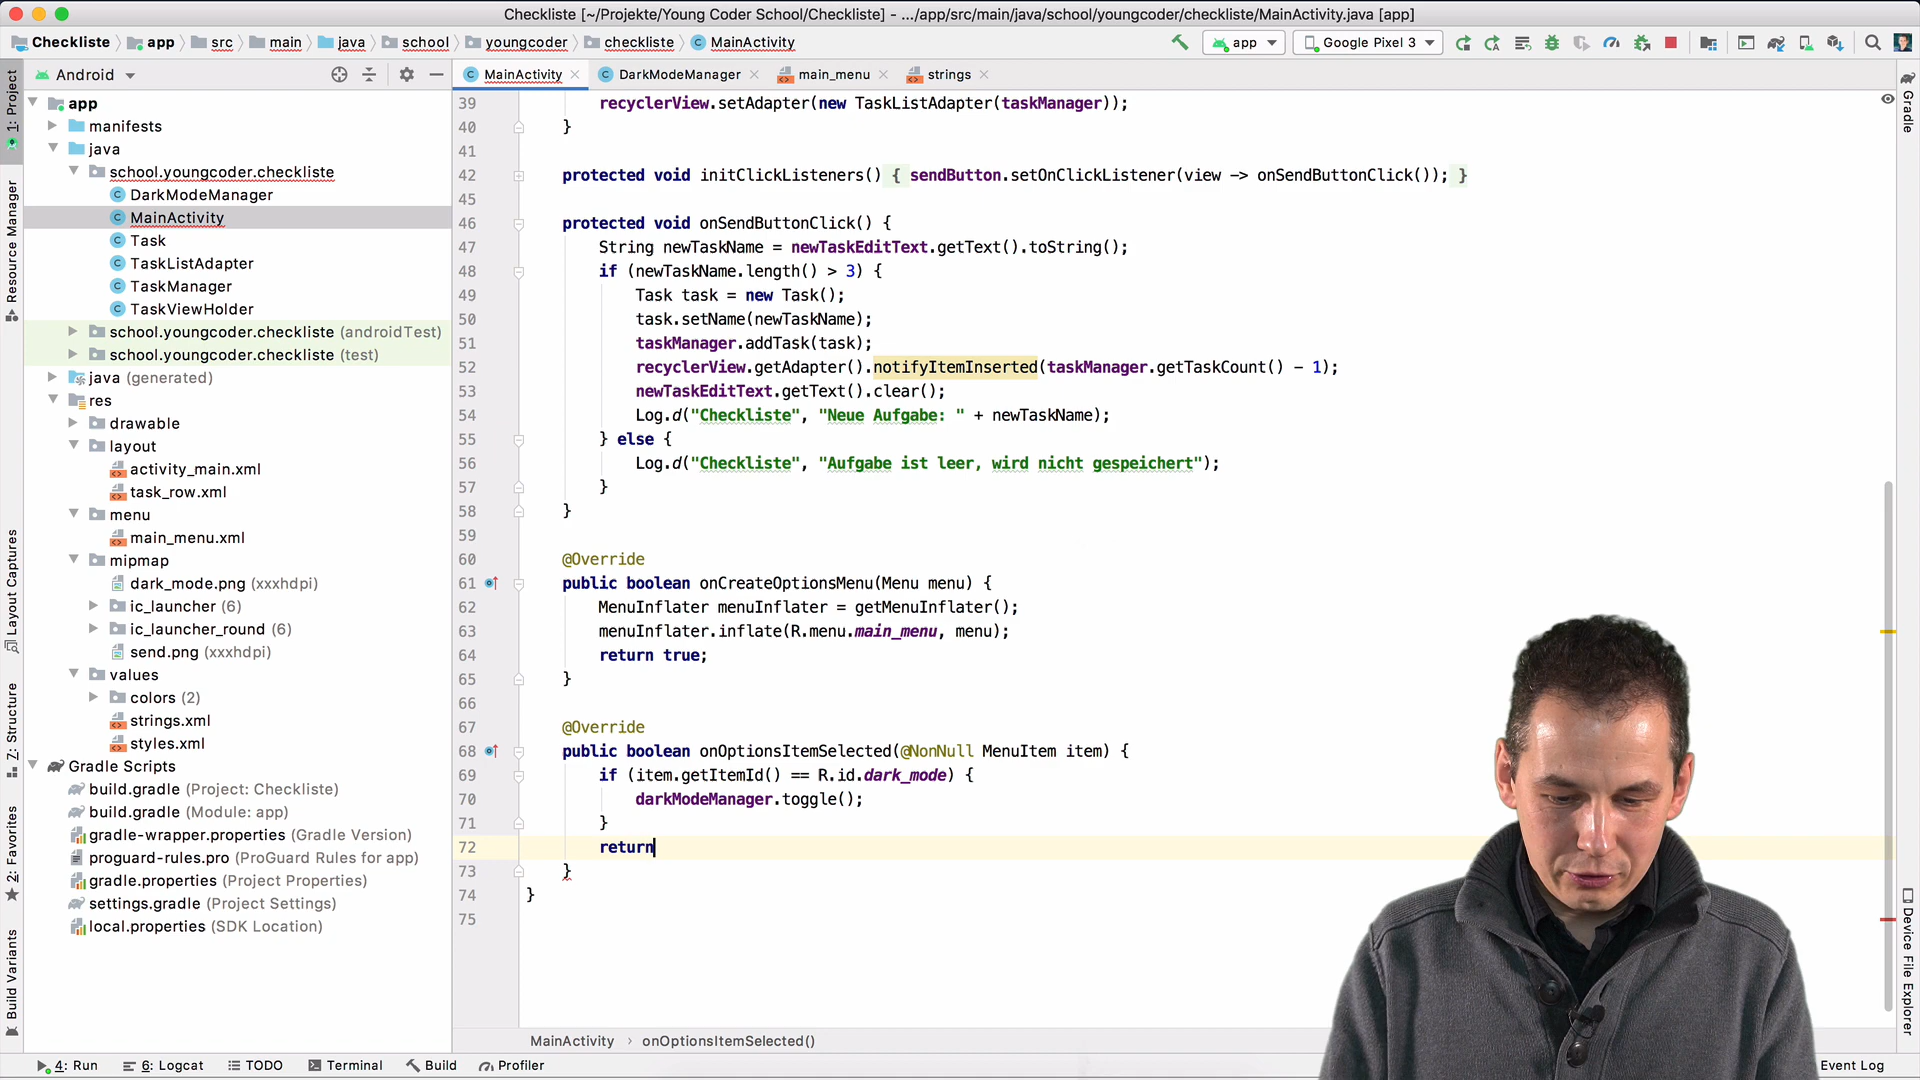 Checkliste [~/Projekte/Young Coder School/Checkliste] - .../app/src/main/java/school/youngcoder/checkliste/MainActivity.java [app]
Checkliste app src main java school youngcoder checkliste MainActivity
app Google Pixel 3
Android
MainActivity DarkModeManager main_menu strings
1: Project
Resource Manager
Layout Captures
Z: Structure
2: Favorites
Build Variants
app
manifests
java
school.youngcoder.checkliste
DarkModeManager
MainActivity
Task
TaskListAdapter
TaskManager
TaskViewHolder
school.youngcoder.checkliste (androidTest)
school.youngcoder.checkliste (test)
java (generated)
res
drawable
layout
activity_main.xml
task_row.xml
menu
main_menu.xml
mipmap
dark_mode.png (xxxhdpi)
ic_launcher (6)
ic_launcher_round (6)
send.png (xxxhdpi)
values
colors (2)
strings.xml
styles.xml
Gradle Scripts
build.gradle (Project: Checkliste)
build.gradle (Module: app)
gradle-wrapper.properties (Gradle Version)
proguard-rules.pro (ProGuard Rules for app)
gradle.properties (Project Properties)
settings.gradle (Project Settings)
local.properties (SDK Location)
39 recyclerView.setAdapter(new TaskListAdapter(taskManager));
40 }
41
42 protected void initClickListeners() { sendButton.setOnClickListener(view -> onSendButtonClick()); }
45
46 protected void onSendButtonClick() {
47 String newTaskName = newTaskEditText.getText().toString();
48 if (newTaskName.length() > 3) {
49 Task task = new Task();
50 task.setName(newTaskName);
51 taskManager.addTask(task);
52 recyclerView.getAdapter().notifyItemInserted(taskManager.getTaskCount() - 1);
53 newTaskEditText.getText().clear();
54 Log.d("Checkliste", "Neue Aufgabe: " + newTaskName);
55 } else {
56 Log.d("Checkliste", "Aufgabe ist leer, wird nicht gespeichert");
57 }
58 }
59
60 @Override
61 public boolean onCreateOptionsMenu(Menu menu) {
62 MenuInflater menuInflater = getMenuInflater();
63 menuInflater.inflate(R.menu.main_menu, menu);
64 return true;
65 }
66
67 @Override
68 public boolean onOptionsItemSelected(@NonNull MenuItem item) {
69 if (item.getItemId() == R.id.dark_mode) {
70 darkModeManager.toggle();
71 }
72 return
73 }
74 }
75
Gradle
Device File Explorer
MainActivity › onOptionsItemSelected()
4: Run 6: Logcat TODO Terminal Build Profiler Event Log